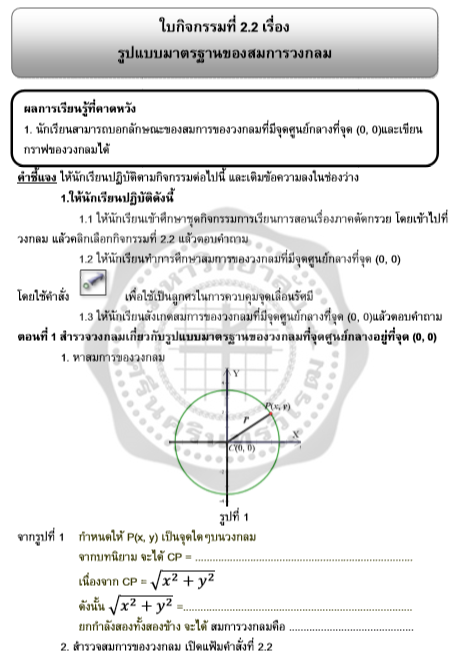 ใบกิจกรรมที่ 2.2 เรื่อง
รูปแบบมาตรฐานของสมการวงกลม
ผลการเรียนรู้ที่คาดหวัง
1. นักเรียนสามารถบอกลักษณะของสมการของวงกลมที่มีจุดศูนย์กลางที่จุด (0, 0)และเขียน
กราฟของวงกลมได้
คำชี้แจง ให้นักเรียนปฏิบัติตามกิจกรรมต่อไปนี้ และเติมข้อความลงในช่องว่าง
1.ให้นักเรียนปฏิบัติดังนี้
1.1 ให้นักเรียนเข้าศึกษาชุดกิจกรรมการเรียนการสอนเรื่องภาคตัดกรวย โดยเข้าไปที่
วงกลม แล้วคลิกเลือกกิจกรรมที่ 2.2 แล้วตอบคำถาม
1.2 ให้นักเรียนทำการศึกษาสมการของวงกลมที่มีจุดศูนย์กลางที่จุด (0, 0)
โดยใช้คำสั่ง เพื่อใช้เป็นลูกศรในการควบคุมจุดเลื่อนรัศมี
1.3 ให้นักเรียนสังเกตสมการของวงกลมที่มีจุดศูนย์กลางที่จุด (0, 0)แล้วตอบคำถาม
ตอนที่ 1 สำรวจวงกลมเกี่ยวกับรูปแบบมาตรฐานของวงกลมที่จุดศูนย์กลางอยู่ที่จุด (0, 0)
1. หาสมการของวงกลม
Y
P(x, y)
r
X
C(0, 0)
รูปที่ 1
จากรูปที่ 1 กำหนดให้ P(x, y) เป็นจุดใดๆบนวงกลม
จากบทนิยาม จะได้ CP = ........................................................
เนื่องจาก CP = √x² + y²
ดังนั้น √x² + y² =...........................................................
ยกกำลังสองทั้งสองข้าง จะได้ สมการวงกลมคือ ................................
2. สำรวจสมการของวงกลม เปิดแฟ้มคำสั่งที่ 2.2